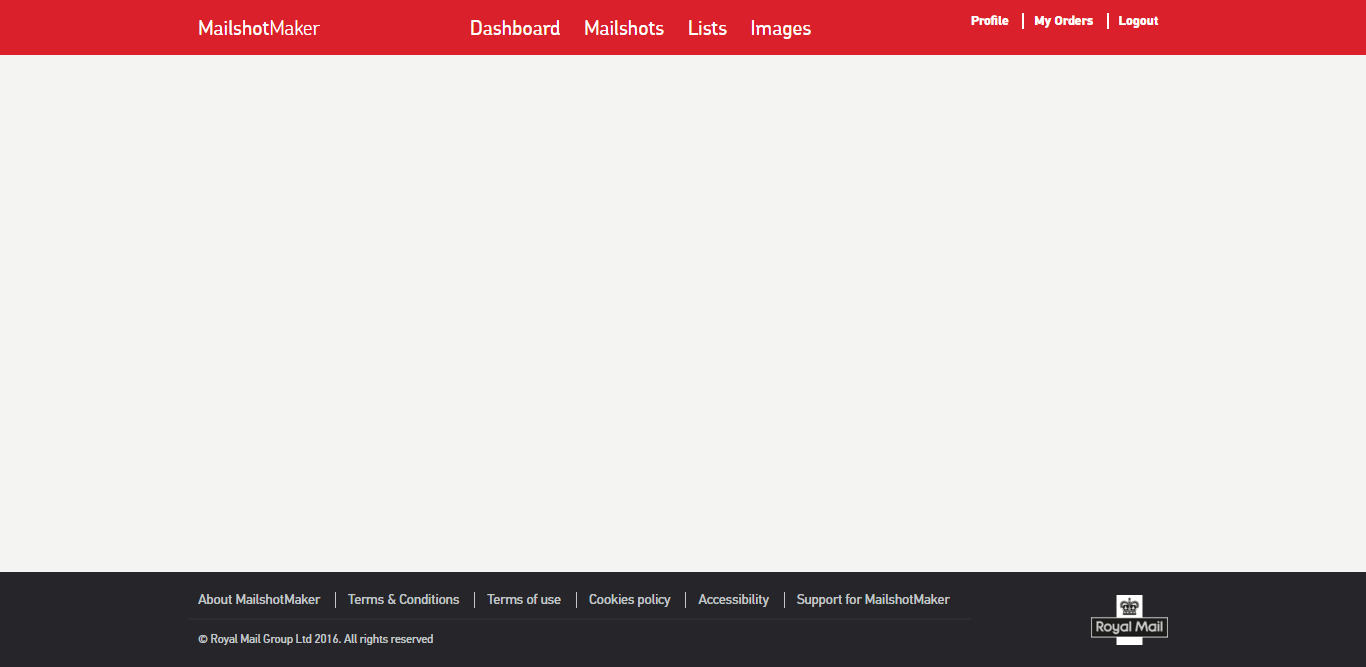 MailshotMaker Dashboard Mailshots Lists Images Profile My Orders Logout
About MailshotMaker Terms & Conditions Terms of use Cookies policy Accessibility Support for MailshotMaker
Royal Mail
© Royal Mail Group Ltd 2016. All rights reserved